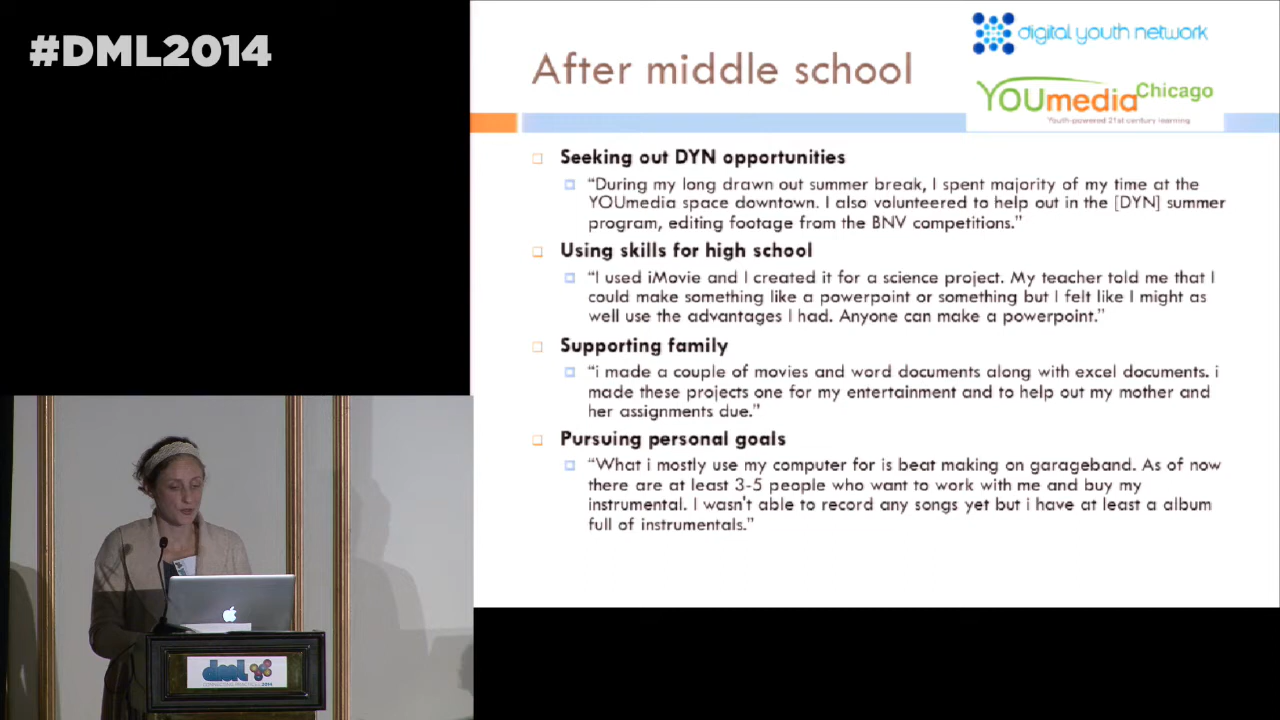 #DML2014
After middle school
digital youth network
YOUmedia Chicago
Youth-powered 21st century learning
Seeking out DYN opportunities
"During my long drawn out summer break, I spent majority of my time at the
YOUmedia space downtown. I also volunteered to help out in the [DYN] summer
program, editing footage from the BNV competitions."
Using skills for high school
"I used iMovie and I created it for a science project. My teacher told me that I
could make something like a powerpoint or something but I felt like I might as
well use the advantages I had. Anyone can make a powerpoint."
Supporting family
"i made a couple of movies and word documents along with excel documents. i
made these projects one for my entertainment and to help out my mother and
her assignments due."
Pursuing personal goals
"What i mostly use my computer for is beat making on garageband. As of now
there are at least 3-5 people who want to work with me and buy my
instrumental. I wasn't able to record any songs yet but i have at least a album
full of instrumentals."
dml